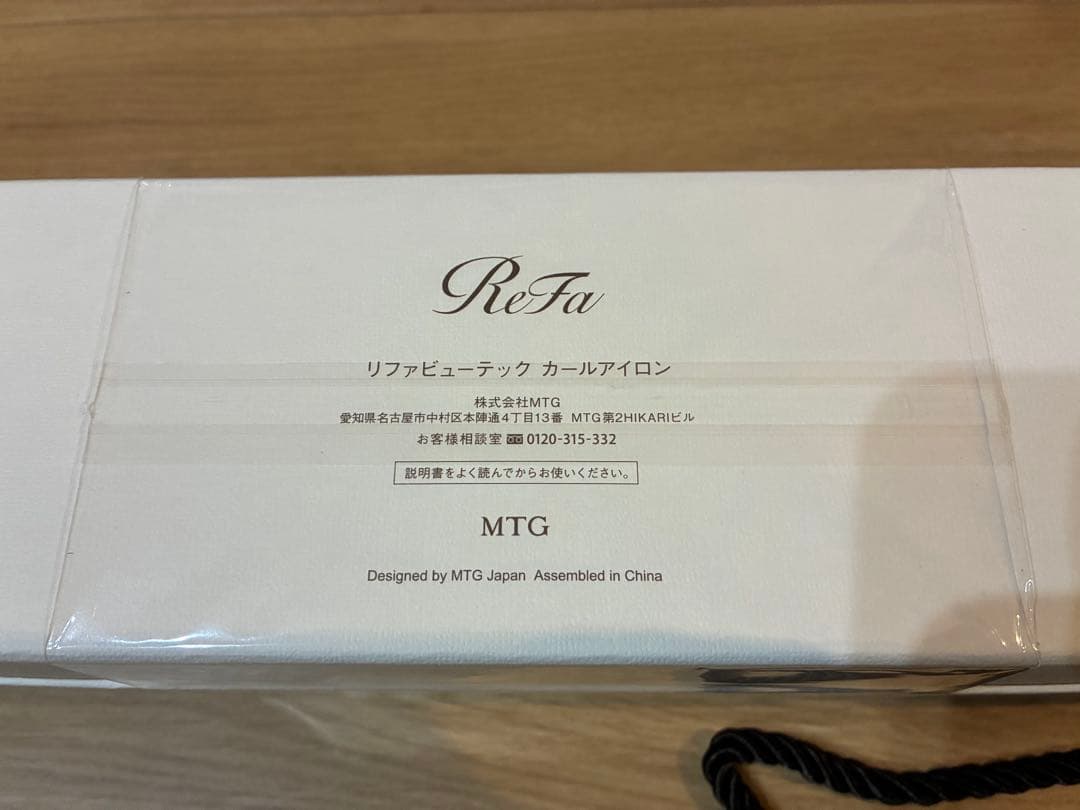 ReFa
リファビューテック カールアイロン
株式会社MTG
愛知県名古屋市中村区本陣通4丁目13番 MTG第2HIKARIビル
お客様相談室 0120-315-332
説明書をよく読んでからお使いください。
MTG
Designed by MTG Japan Assembled in China